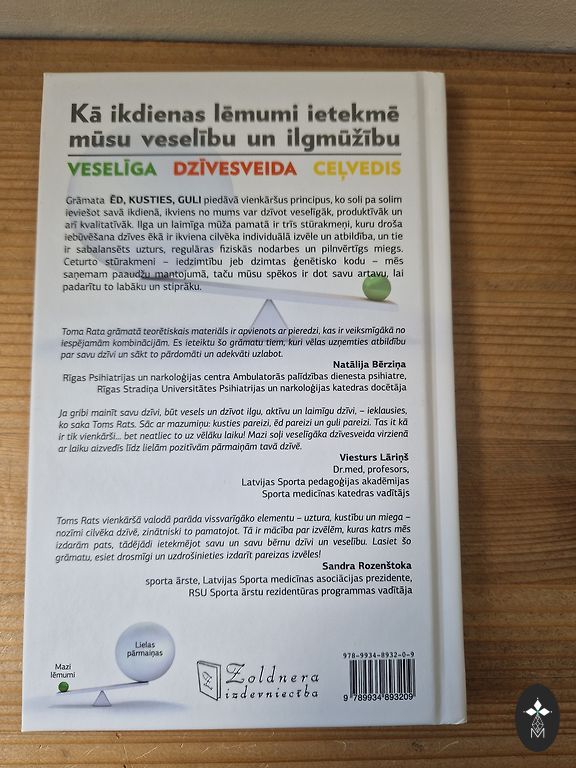 Kā ikdienas lēmumi ietekmē
mūsu veselību un ilgmūžību
VESELĪGA DZĪVESVEIDA CEĻVEDIS
Grāmata ĒD, KUSTIES, GULI piedāvā vienkāršus principus, ko soli pa solim
ieviešot savā ikdienā, ikviens no mums var dzīvot veselīgāk, produktīvāk un
arī kvalitatīvāk. Ilga un laimīga mūža pamatā ir trīs stūrakmeņi, kuru droša
iebūvēšana dzīves ēkā ir ikviena cilvēka individuālā izvēle un atbildība, un tie
ir sabalansēts uzturs, regulāras fiziskās nodarbes un pilnvērtīgs miegs.
Ceturto stūrakmeni – iedzimtību jeb dzimtas ģenētisko kodu – mēs
saņemam paaudžu mantojumā, taču mūsu spēkos ir dot savu artavu, lai
padarītu to labāku un stiprāku.
Toma Rata grāmatā teorētiskais materiāls ir apvienots ar pieredzi, kas ir veiksmīgākā no
iespējamām kombinācijām. Es ieteiktu šo grāmatu tiem, kuri vēlas uzņemties atbildību
par savu dzīvi un sākt to pārdomāti un adekvāti uzlabot.
Natālija Bērziņa,
Rīgas Psihiatrijas un narkoloģijas centra Ambulatorās palīdzības dienesta psihiatre,
Rīgas Stradiņa Universitātes Psihiatrijas un narkoloģijas katedras docētāja
Ja gribi mainīt savu dzīvi, būt vesels un dzīvot ilgu, aktīvu un laimīgu dzīvi, – ieklausies,
ko saka Toms Rats. Sāc ar mazumiņu: kusties pareizi, ēd pareizi un guli pareizi. Tas it kā
ir tik vienkārši... bet neatliec to uz vēlāku laiku! Mazi soļi veselīgāka dzīvesveida virzienā
ar laiku aizvedīs līdz lielām pozitīvām pārmaiņām tavā dzīvē.
Viesturs Lāriņš,
Dr.med, profesors,
Latvijas Sporta pedagoģijas akadēmijas
Sporta medicīnas katedras vadītājs
Toms Rats vienkāršā valodā parāda vissvarīgāko elementu – uztura, kustību un miega –
nozīmi cilvēka dzīvē, zinātniski to pamatojot. Tā ir mācība par izvēlēm, kuras katrs mēs
izdarām paši, tādējādi ietekmējot savu un savu bērnu dzīvi un veselību. Lasiet šo
grāmatu, esiet drosmīgi un uzdrošinieties izdarīt pareizas izvēles!
Sandra Rozenštoka,
sporta ārste, Latvijas Sporta medicīnas asociācijas prezidente,
RSU Sporta ārstu rezidentūras programmas vadītāja
Lielas
pārmaiņas
Mazi
lēmumi
Zoldnera
izdevniecība
978-9934-8932-0-9
9 789934 893209
M